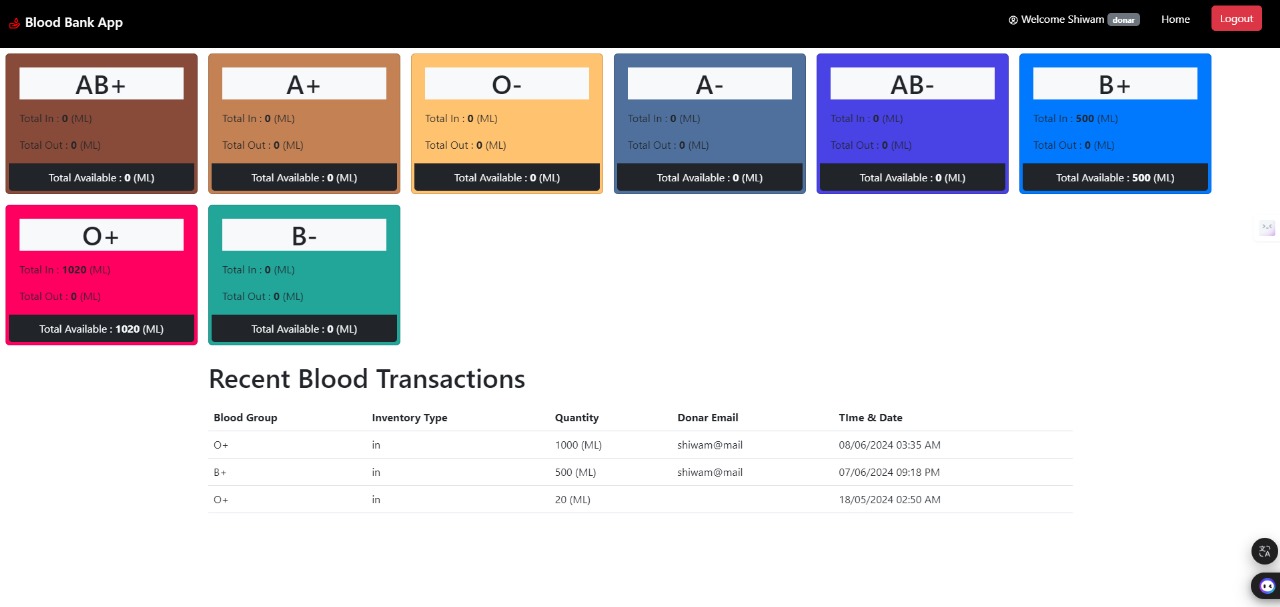 Blood Bank App
Welcome Shiwam donar Home Logout
AB+
Total In : 0 (ML)
Total Out : 0 (ML)
Total Available : 0 (ML)
A+
Total In : 0 (ML)
Total Out : 0 (ML)
Total Available : 0 (ML)
O-
Total In : 0 (ML)
Total Out : 0 (ML)
Total Available : 0 (ML)
A-
Total In : 0 (ML)
Total Out : 0 (ML)
Total Available : 0 (ML)
AB-
Total In : 0 (ML)
Total Out : 0 (ML)
Total Available : 0 (ML)
B+
Total In : 500 (ML)
Total Out : 0 (ML)
Total Available : 500 (ML)
O+
Total In : 1020 (ML)
Total Out : 0 (ML)
Total Available : 1020 (ML)
B-
Total In : 0 (ML)
Total Out : 0 (ML)
Total Available : 0 (ML)
Recent Blood Transactions
Blood Group Inventory Type Quantity Donar Email TIme & Date
O+ in 1000 (ML) shiwam@mail 08/06/2024 03:35 AM
B+ in 500 (ML) shiwam@mail 07/06/2024 09:18 PM
O+ in 20 (ML) 18/05/2024 02:50 AM